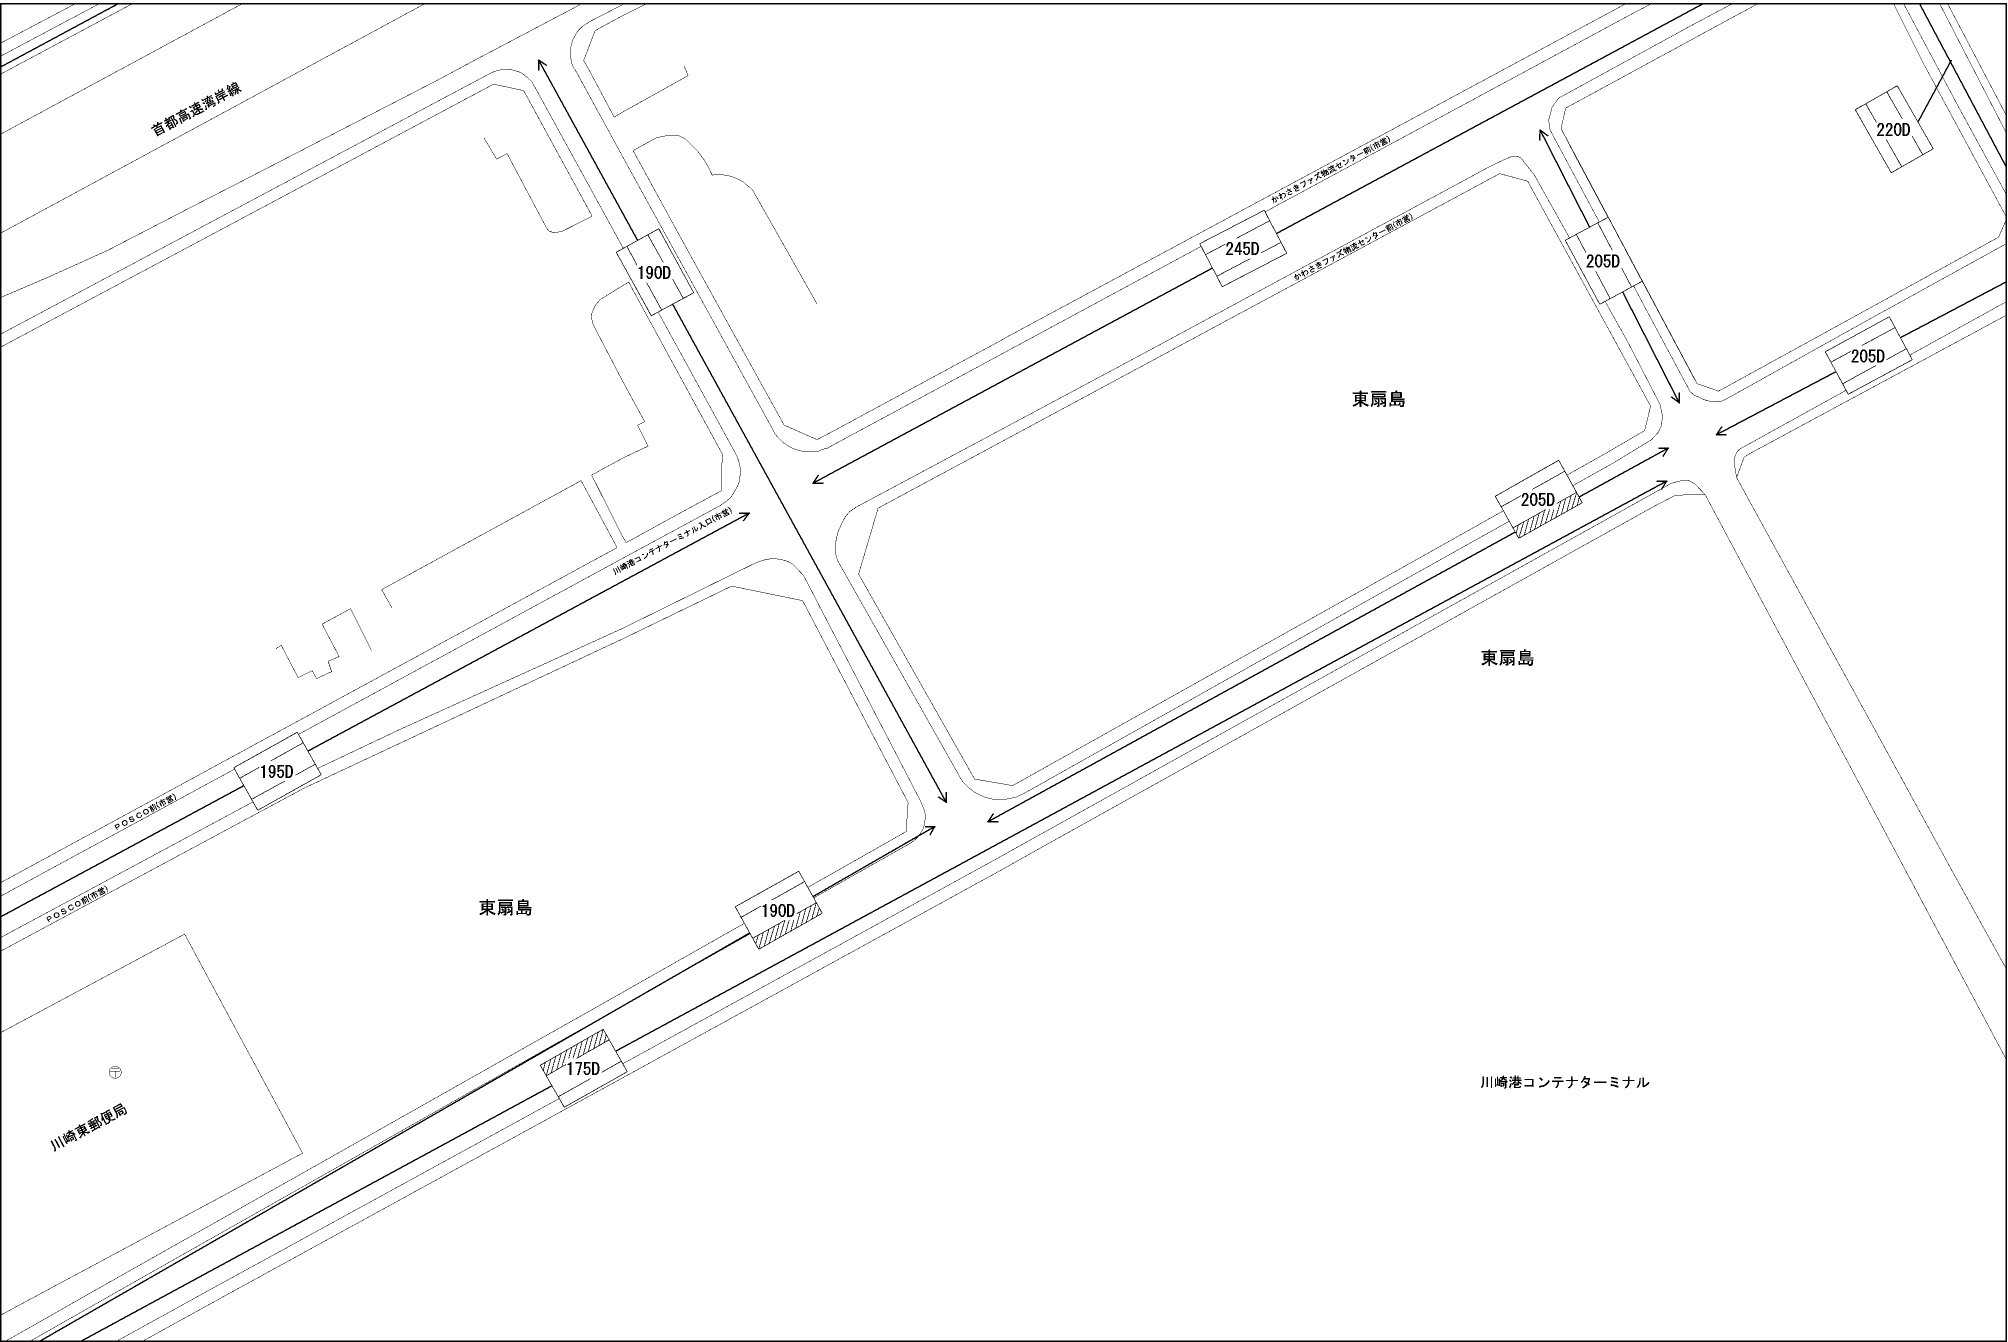 首都高速湾岸線
220D
かわさきファズ物流センター前(市営)
245D
かわさきファズ物流センター前(市営)
205D
190D
205D
東扇島
205D
川崎港コンテナターミナル入口(市営)
東扇島
195D
POSCO前(市営)
POSCO前(市営)
東扇島
190D
175D
川崎港コンテナターミナル
〒
川崎東郵便局